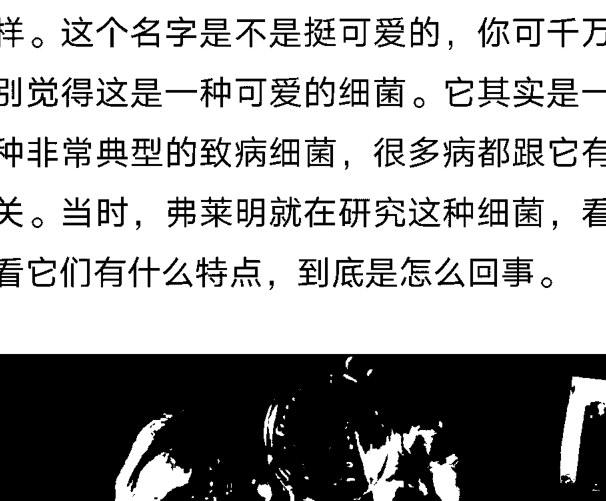 样。这个名字是不是挺可爱的，你可千万
别觉得这是一种可爱的细菌。它其实是一
种非常典型的致病细菌，很多病都跟它有
关。当时，弗莱明就在研究这种细菌，看
看它们有什么特点，到底是怎么回事。